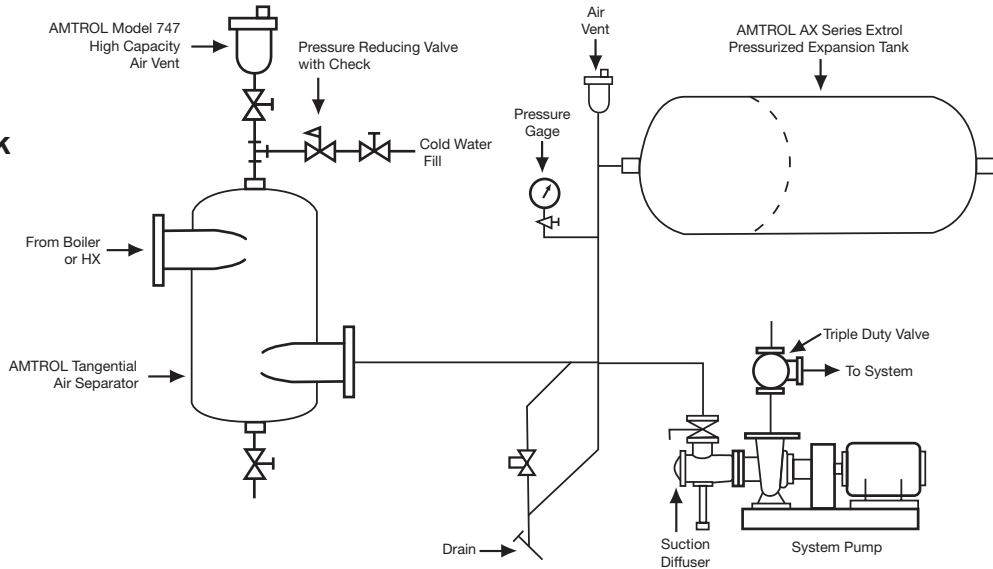 AMTROL Model 747
High Capacity
Air Vent
Pressure Reducing Valve
with Check
Air
Vent
AMTROL AX Series Extrol
Pressurized Expansion Tank
k
Pressure
Gage
Cold Water
Fill
From Boiler
or HX
AMTROL Tangential
Air Separator
Triple Duty Valve
To System
Drain
Suction
Diffuser
System Pump